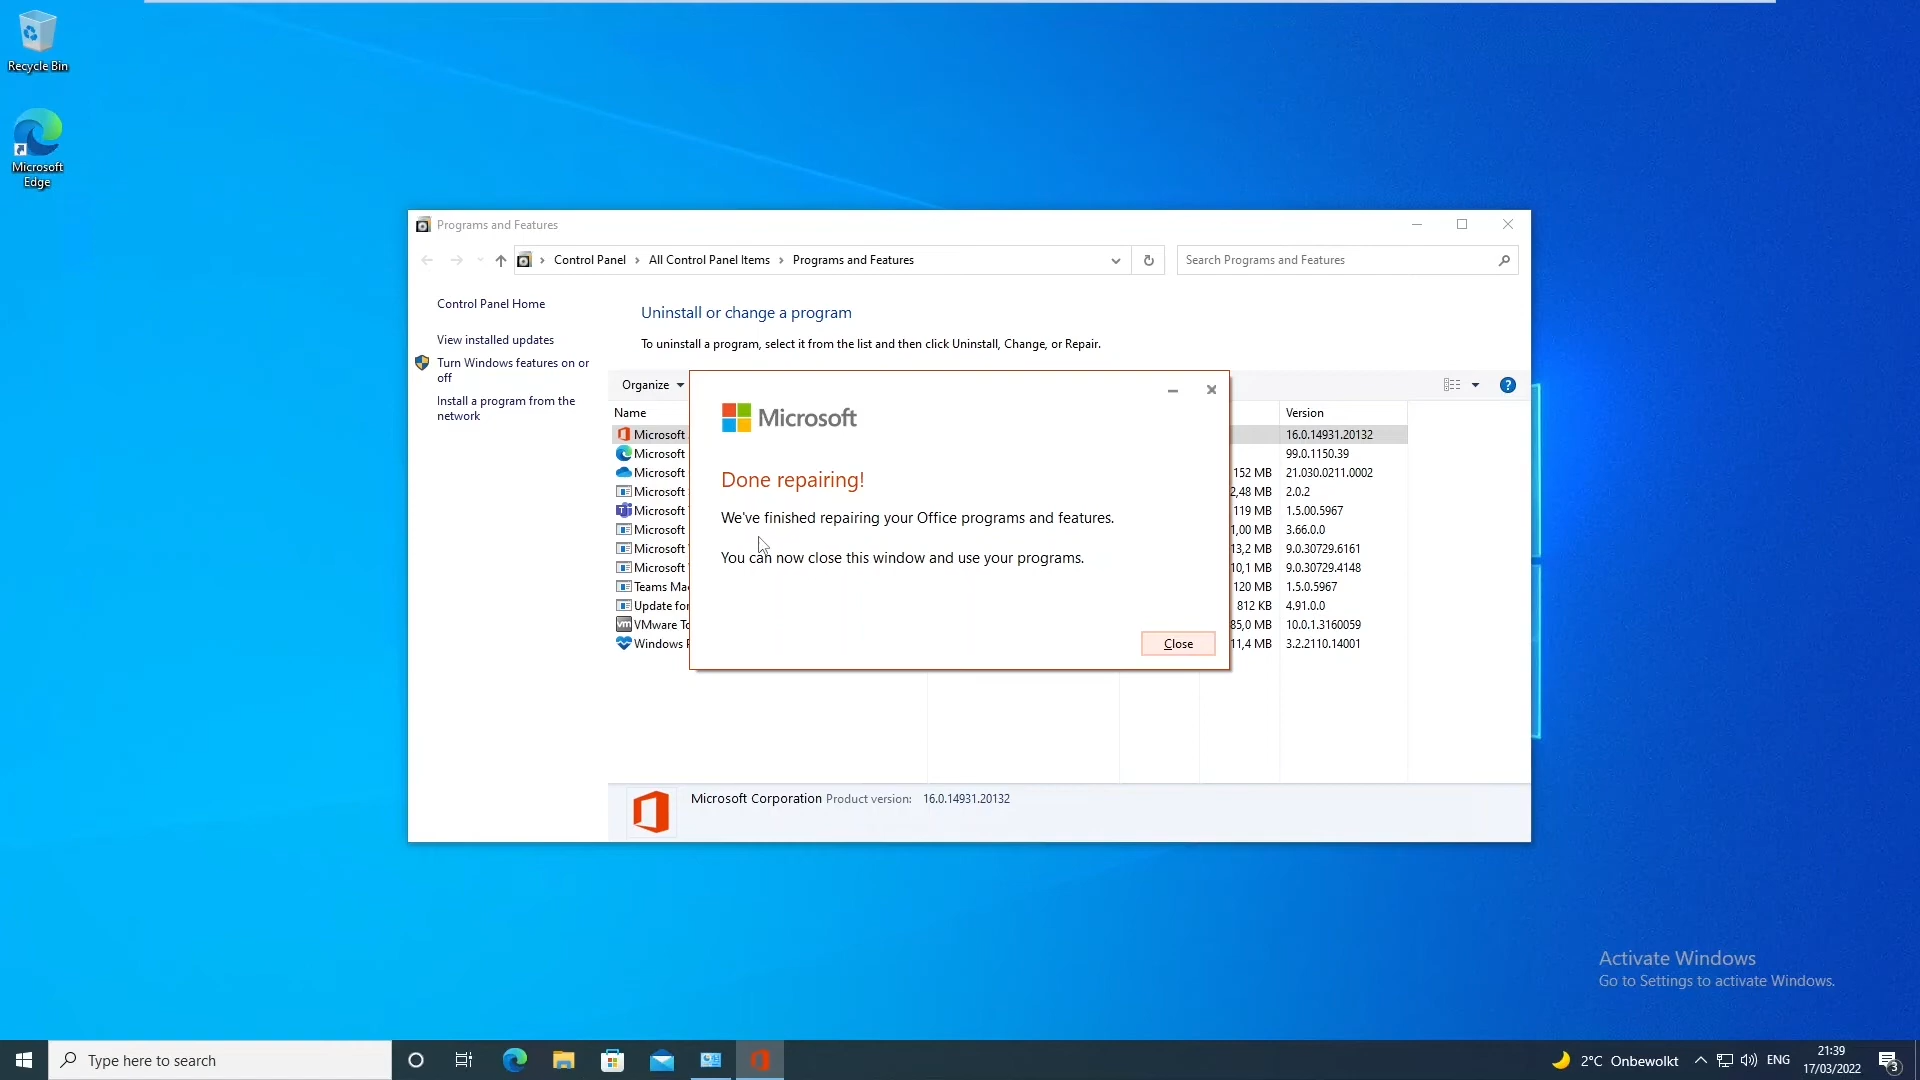 Recycle Bin
Microsoft
Edge
Programs and Features
Control Panel
All Control Panel Items
Programs and Features
Search Programs and Features
Control Panel Home
View installed updates
Turn Windows features on or
off
Install a program from the
network
Uninstall or change a program
To uninstall a program, select it from the list and then click Uninstall, Change, or Repair.
Organize
Name
Version
Microsoft
16.0.14931.20132
Microsoft
99.0.1150.39
Microsoft
152 MB 21.030.0211.0002
Microsoft
2,48 MB 2.0.2
Microsoft
119 MB 1.5.00.5967
Microsoft
1,00 MB 3.66.0.0
Microsoft
13,2 MB 9.0.30729.6161
Microsoft
10,1 MB 9.0.30729.4148
Teams Mac
120 MB 1.5.0.5967
Update for
812 KB 4.91.0.0
VMware To
85,0 MB 10.0.1.3160059
Windows
11,4 MB 3.2.2110.14001
Microsoft
Done repairing!
We've finished repairing your Office programs and features.
You can now close this window and use your programs.
Close
Microsoft Corporation Product version: 16.0.14931.20132
Activate Windows
Go to Settings to activate Windows.
Type here to search
2°C Onbewolkt
ENG
21:39
17/03/2022
3